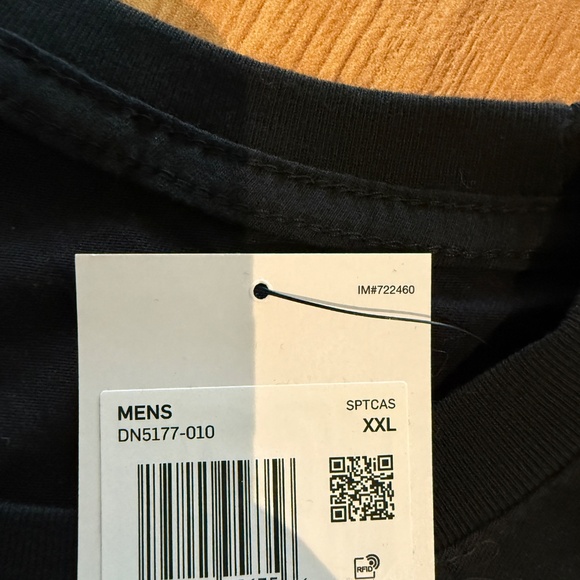 IM#722460
MENS
DN5177-010
SPTCAS
XXL
RFID